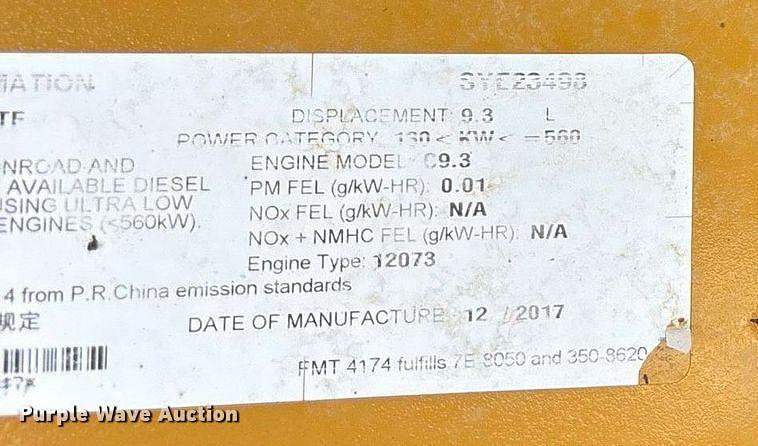 MATION SYE23498
TF DISPLACEMENT: 9.3 L
POWER CATEGORY 130 < KW < =560
NROAD AND ENGINE MODEL: C9.3
AVAILABLE DIESEL PM FEL (g/kW-HR): 0.01
SING ULTRA LOW NOx FEL (g/kW-HR): N/A
ENGINES (<560kW). NOx + NMHC FEL (g/kW-HR): N/A
Engine Type: 12073
4 from P.R.China emission standards
规定 DATE OF MANUFACTURE: 12 / 2017
FMT 4174 fulfills 7E-8050 and 350-8620
Purple Wave Auction